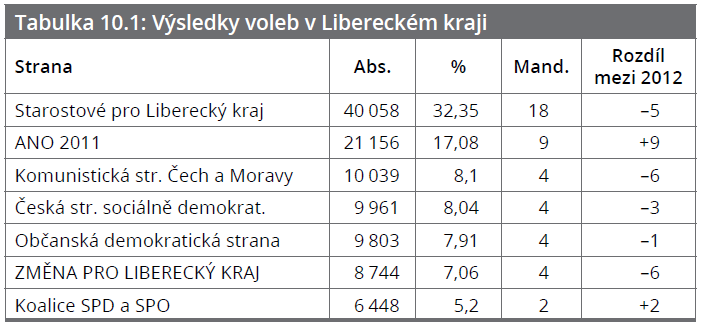 Tabulka 10.1: Výsledky voleb v Libereckém kraji
Strana Abs. % Mand. Rozdíl mezi 2012
Starostové pro Liberecký kraj 40 058 32,35 18 –5
ANO 2011 21 156 17,08 9 +9
Komunistická str. Čech a Moravy 10 039 8,1 4 –6
Česká str. sociálně demokrat. 9 961 8,04 4 –3
Občanská demokratická strana 9 803 7,91 4 –1
ZMĚNA PRO LIBERECKÝ KRAJ 8 744 7,06 4 –6
Koalice SPD a SPO 6 448 5,2 2 +2